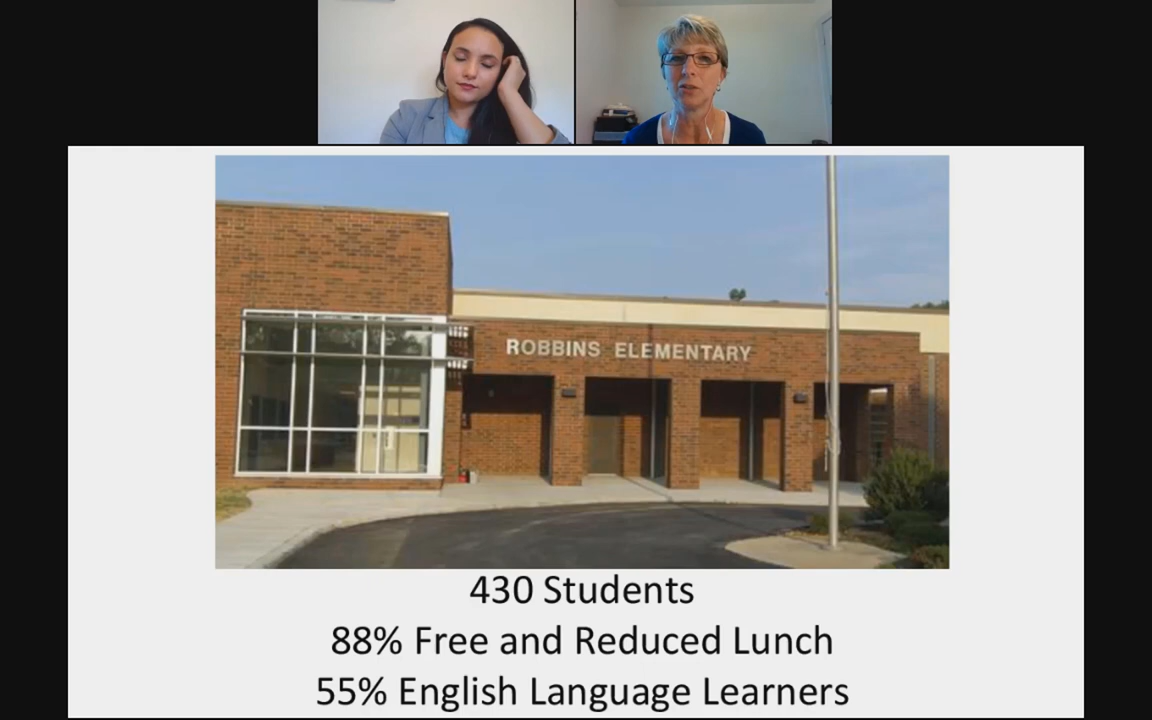 ROBBINS ELEMENTARY
430 Students
88% Free and Reduced Lunch
55% English Language Learners